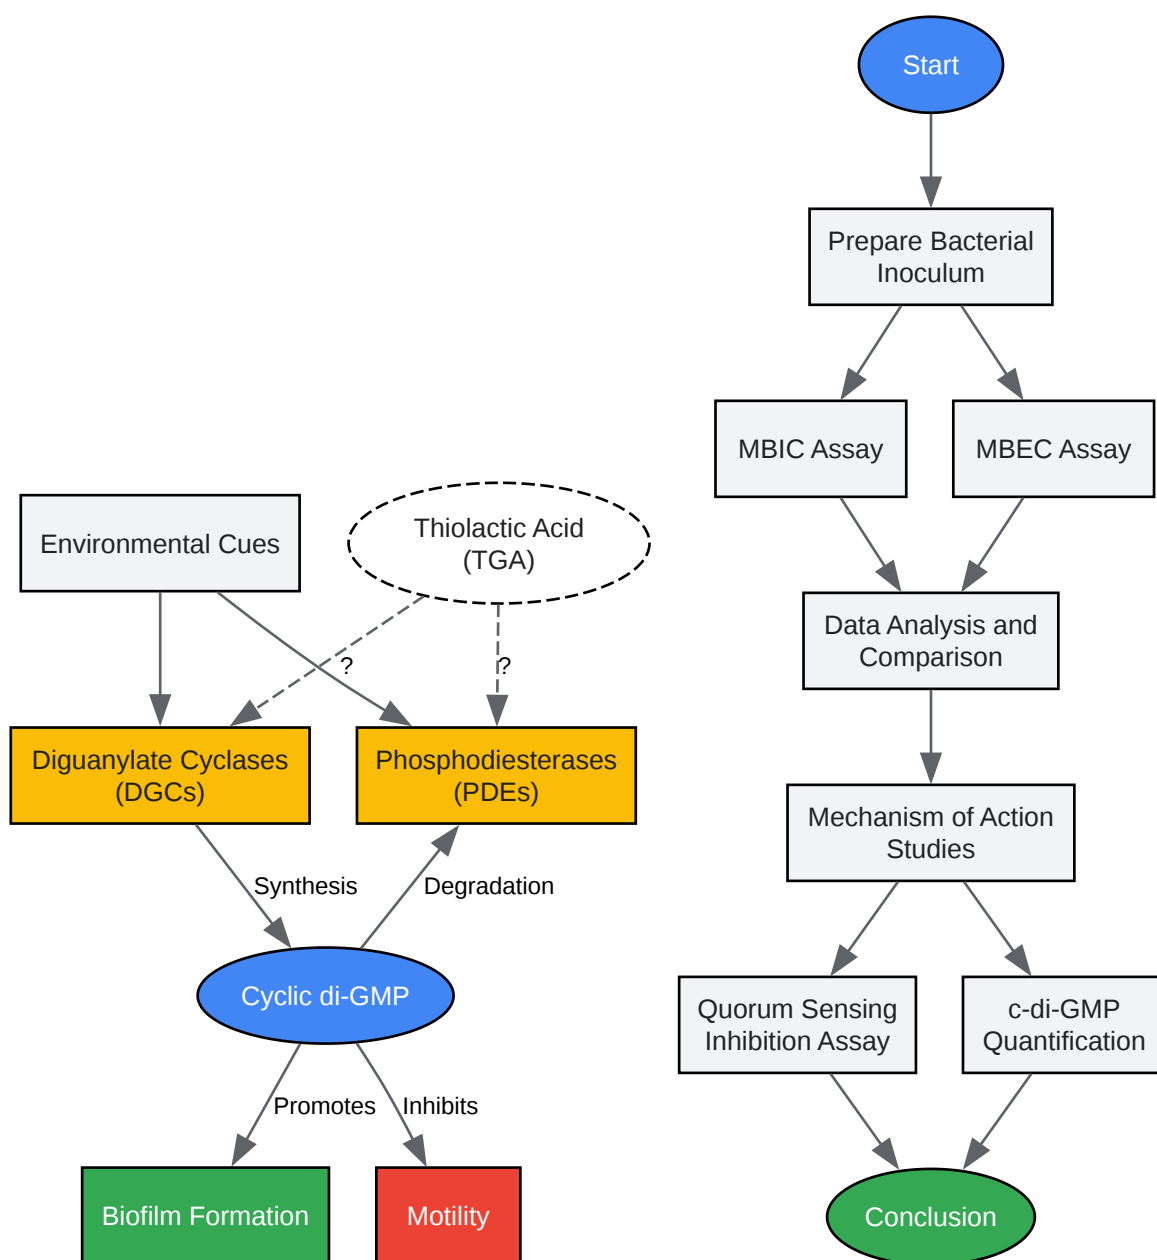 Environmental Cues
Thiolactic Acid
(TGA)
?
?
Diguanylate Cyclases
(DGCs)
Phosphodiesterases
(PDEs)
Synthesis
Degradation
Cyclic di-GMP
Promotes
Inhibits
Biofilm Formation
Motility
Start
Prepare Bacterial
Inoculum
MBIC Assay
MBEC Assay
Data Analysis and
Comparison
Mechanism of Action
Studies
Quorum Sensing
Inhibition Assay
c-di-GMP
Quantification
Conclusion